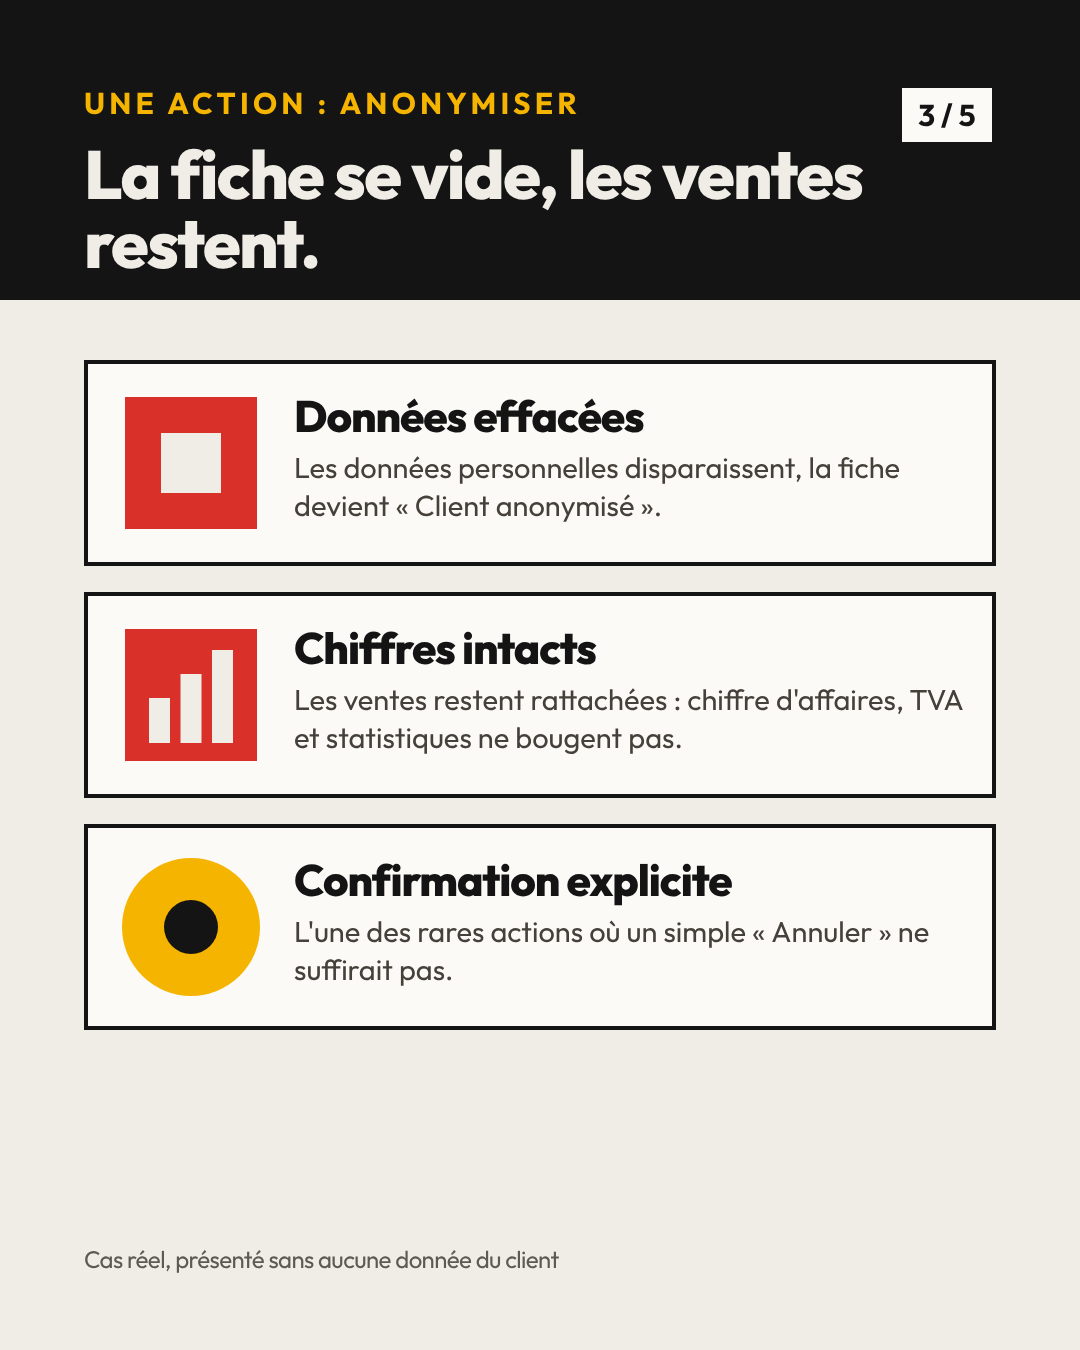 UNE ACTION : ANONYMISER
3 / 5
La fiche se vide, les ventes
restent.
Données effacées
Les données personnelles disparaissent, la fiche
devient « Client anonymisé ».
Chiffres intacts
Les ventes restent rattachées : chiffre d'affaires, TVA
et statistiques ne bougent pas.
Confirmation explicite
L'une des rares actions où un simple « Annuler » ne
suffirait pas.
Cas réel, présenté sans aucune donnée du client